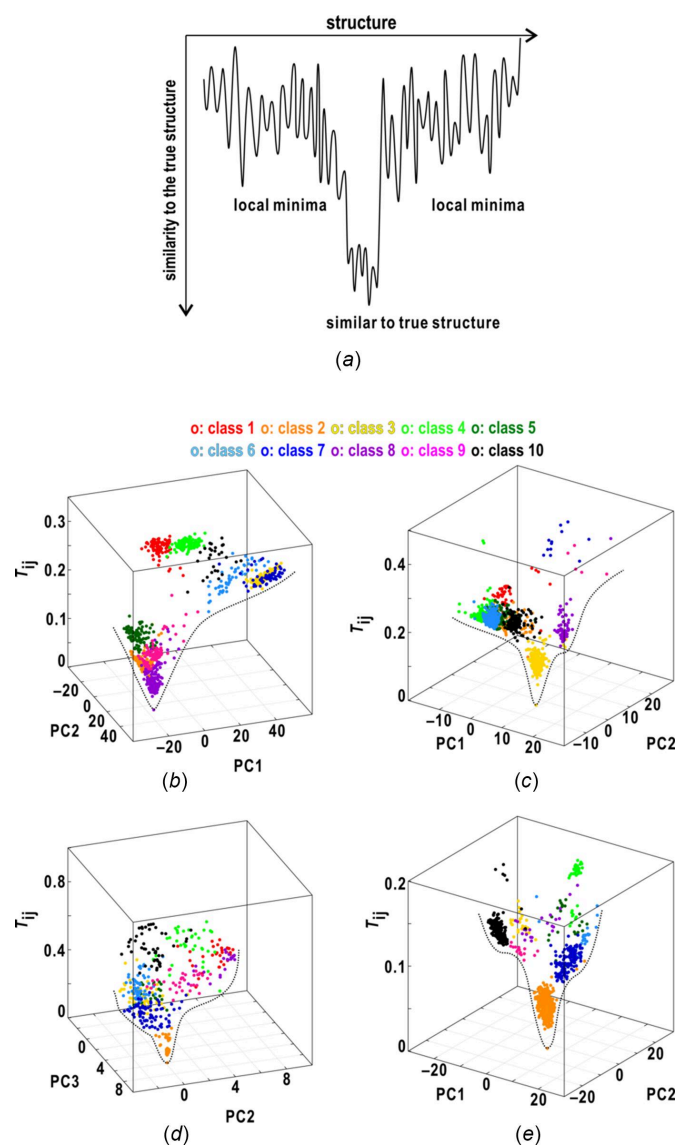 structure
similarity to the true structure
local minima
local minima
similar to true structure
(a)
o: class 1 o: class 2 o: class 3 o: class 4 o: class 5
o: class 6 o: class 7 o: class 8 o: class 9 o: class 10
0.3
0.2
0.1
0
Tij
−20
0
20
40
PC2
−20
0
20
40
PC1
(b)
0.4
0.2
0
Tij
−10
0
10
20
PC1
−10
0
10
20
PC2
(c)
0.8
0.4
0
Tij
0
4
8
PC3
0
4
8
PC2
(d)
0.2
0.1
0
Tij
−20
0
20
PC1
−20
0
20
PC2
(e)